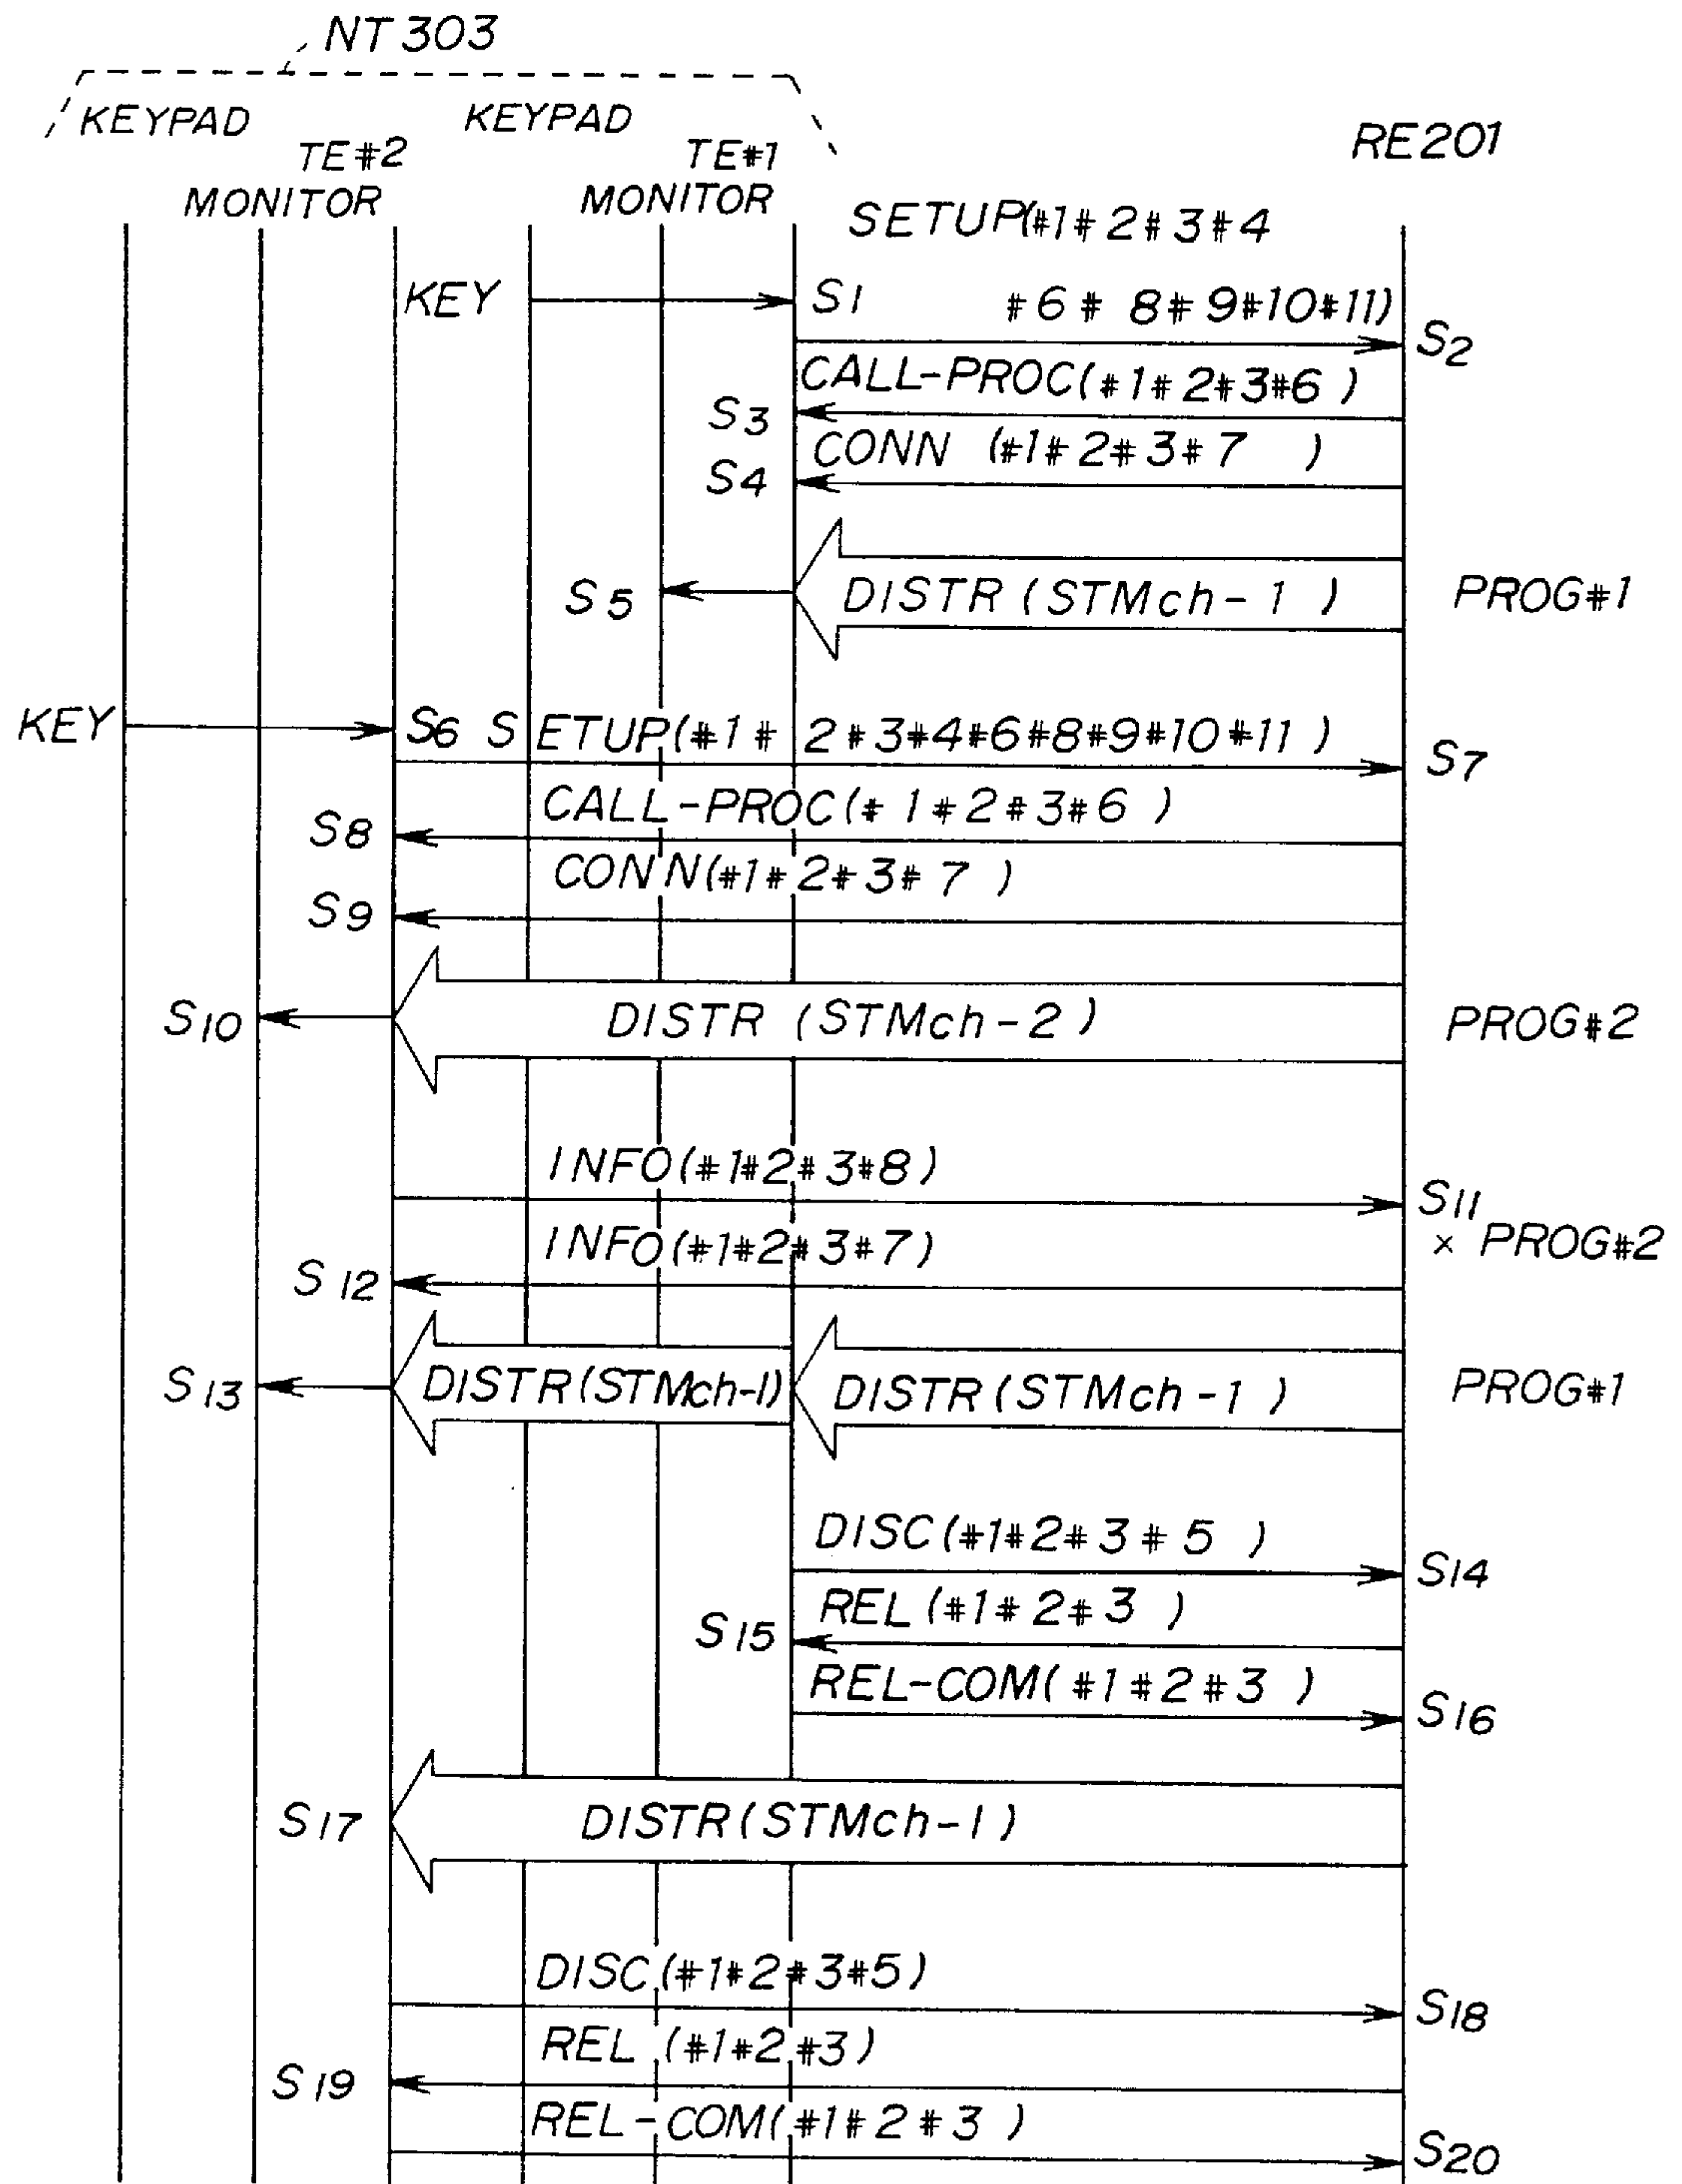 NT303
KEYPAD KEYPAD
TE#2 TE#1 RE201
MONITOR MONITOR
SETUP(#1#2#3#4
KEY S1 #6# 8#9#10#11)
S2
CALL-PROC(#1#2#3#6 )
S3
CONN (#1#2#3#7 )
S4
S5 DISTR (STMch-1 ) PROG#1
KEY S6 SETUP(#1# 2#3#4#6#8#9#10#11 )
S7
CALL-PROC(# 1#2#3#6 )
S8
CONN(#1#2#3#7 )
S9
S10 DISTR (STMch-2 ) PROG#2
INFO(#1#2#3#8)
S11
INFO(#1#2#3#7) × PROG#2
S12
S13 DISTR(STMch-1) DISTR(STMch-1 ) PROG#1
DISC(#1#2#3#5 )
S14
REL(#1#2#3 )
S15
REL-COM(#1#2#3 )
S16
S17 DISTR(STMch-1)
DISC(#1#2#3#5)
S18
REL (#1#2#3)
S19
REL-COM(#1#2#3 )
S20